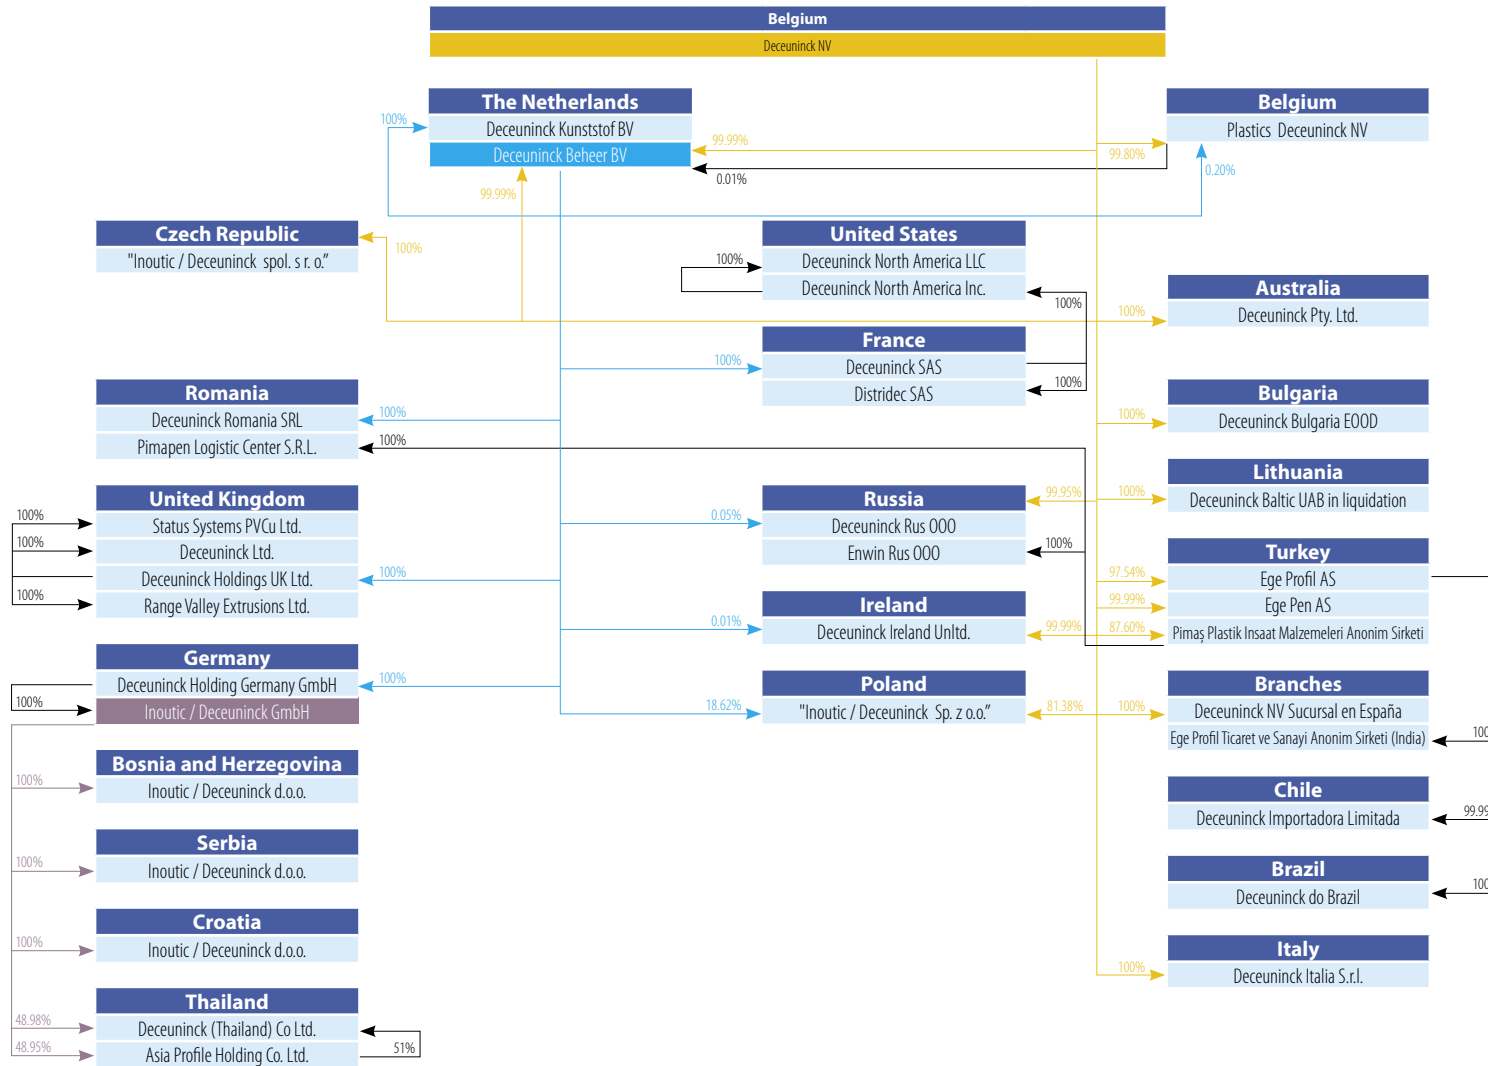 Belgium
Deceuninck NV
The Netherlands
Deceuninck Kunststof BV
Deceuninck Beheer BV
100%
99.99%
0.01%
99.99%
Belgium
Plastics Deceuninck NV
99.80%
0.20%
Czech Republic
"Inoutic / Deceuninck spol. s r. o.”
100%
United States
Deceuninck North America LLC
Deceuninck North America Inc.
100%
100%
Australia
Deceuninck Pty. Ltd.
100%
France
Deceuninck SAS
Distridec SAS
100%
100%
Romania
Deceuninck Romania SRL
Pimapen Logistic Center S.R.L.
100%
100%
Bulgaria
Deceuninck Bulgaria EOOD
100%
Lithuania
Deceuninck Baltic UAB in liquidation
100%
United Kingdom
Status Systems PVCu Ltd.
Deceuninck Ltd.
Deceuninck Holdings UK Ltd.
Range Valley Extrusions Ltd.
100%
100%
100%
100%
Russia
Deceuninck Rus OOO
Enwin Rus OOO
0.05%
99.95%
100%
Turkey
Ege Profil AS
Ege Pen AS
Pimaş Plastik Insaat Malzemeleri Anonim Sirketi
97.54%
99.99%
87.60%
Ireland
Deceuninck Ireland Unltd.
0.01%
99.99%
Germany
Deceuninck Holding Germany GmbH
Inoutic / Deceuninck GmbH
100%
100%
Poland
"Inoutic / Deceuninck Sp. z o.o.”
18.62%
81.38%
Branches
Deceuninck NV Sucursal en España
Ege Profil Ticaret ve Sanayi Anonim Sirketi (India)
100%
100
Bosnia and Herzegovina
Inoutic / Deceuninck d.o.o.
100%
Chile
Deceuninck Importadora Limitada
99.99
Serbia
Inoutic / Deceuninck d.o.o.
100%
Brazil
Deceuninck do Brazil
100
Croatia
Inoutic / Deceuninck d.o.o.
100%
Italy
Deceuninck Italia S.r.l.
100%
Thailand
Deceuninck (Thailand) Co Ltd.
Asia Profile Holding Co. Ltd.
48.98%
48.95%
51%